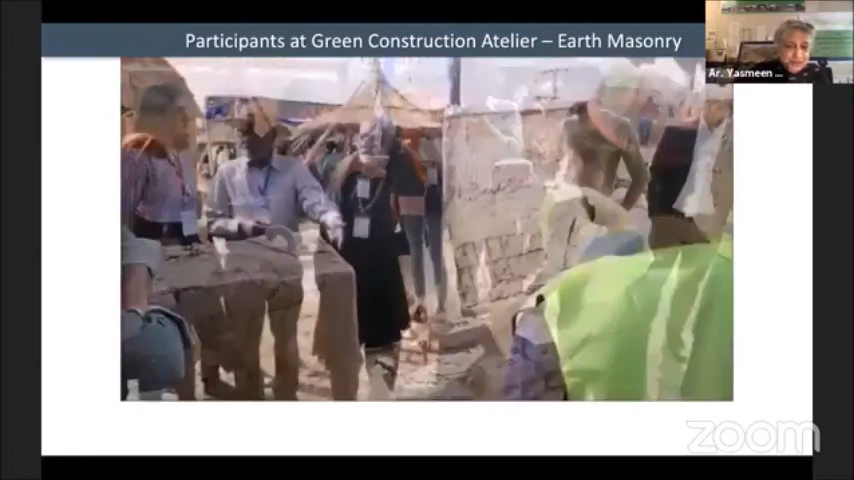 Participants at Green Construction Atelier – Earth Masonry
Ar. Yasmeen ...
zoom